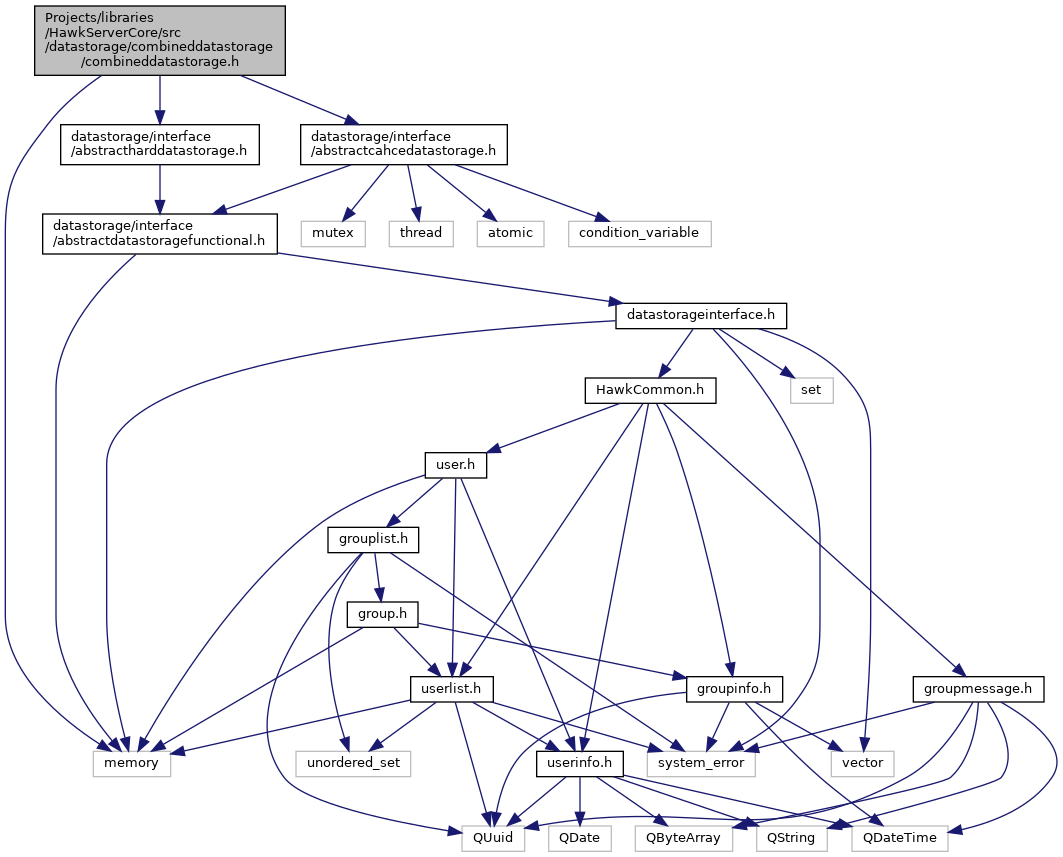 Projects/libraries
/HawkServerCore/src
/datastorage/combineddatastorage
/combineddatastorage.h
datastorage/interface
/abstractharddatastorage.h
datastorage/interface
/abstractcahcedatastorage.h
datastorage/interface
/abstractdatastoragefunctional.h
mutex
thread
atomic
condition_variable
datastorageinterface.h
HawkCommon.h
set
user.h
grouplist.h
group.h
userlist.h
groupinfo.h
groupmessage.h
memory
unordered_set
userinfo.h
system_error
vector
QUuid
QDate
QByteArray
QString
QDateTime